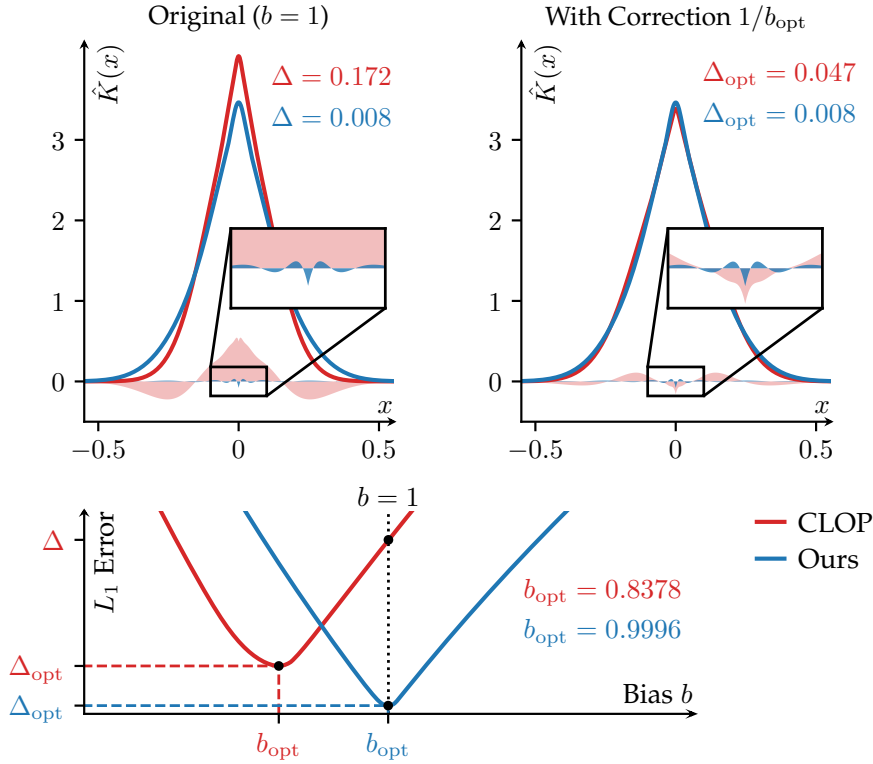 Original (b = 1)
K̂(x)
Δ = 0.172
Δ = 0.008
3
2
1
0
x
−0.5
0
0.5
With Correction 1/b_opt
K̂(x)
Δ_opt = 0.047
Δ_opt = 0.008
3
2
1
0
x
−0.5
0
0.5
b = 1
L₁ Error
Δ
Δ_opt
Δ_opt
b_opt = 0.8378
b_opt = 0.9996
Bias b
b_opt
b_opt
CLOP
Ours